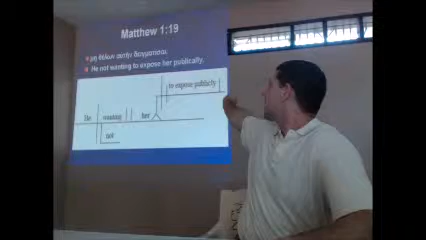 Matthew 1:19
μὴ θέλων αὐτὴν δειγματίσαι,
He not wanting to expose her publically.
to expose publicly
He wanting her
not